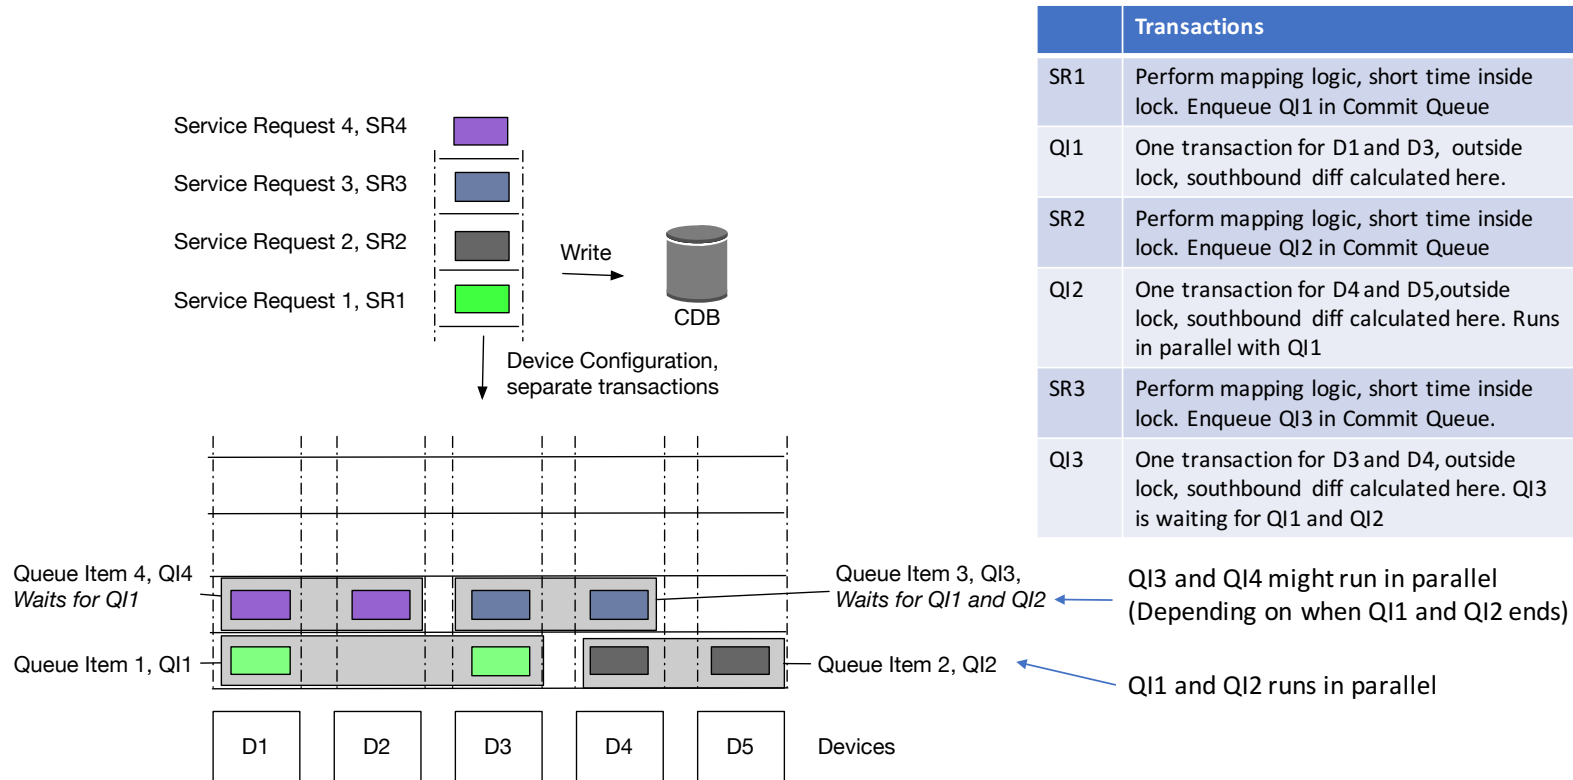 Service Request 4, SR4
Service Request 3, SR3
Service Request 2, SR2
Service Request 1, SR1
Write
CDB
Device Configuration,
separate transactions
Queue Item 4, QI4
Waits for QI1
Queue Item 3, QI3,
Waits for QI1 and QI2
Queue Item 1, QI1
Queue Item 2, QI2
D1
D2
D3
D4
D5
Devices
Transactions
SR1
Perform mapping logic, short time inside
lock. Enqueue QI1 in Commit Queue
QI1
One transaction for D1 and D3, outside
lock, southbound diff calculated here.
SR2
Perform mapping logic, short time inside
lock. Enqueue QI2 in Commit Queue
QI2
One transaction for D4 and D5,outside
lock, southbound diff calculated here. Runs
in parallel with QI1
SR3
Perform mapping logic, short time inside
lock. Enqueue QI3 in Commit Queue.
QI3
One transaction for D3 and D4, outside
lock, southbound diff calculated here. QI3
is waiting for QI1 and QI2
QI3 and QI4 might run in parallel
(Depending on when QI1 and QI2 ends)
QI1 and QI2 runs in parallel